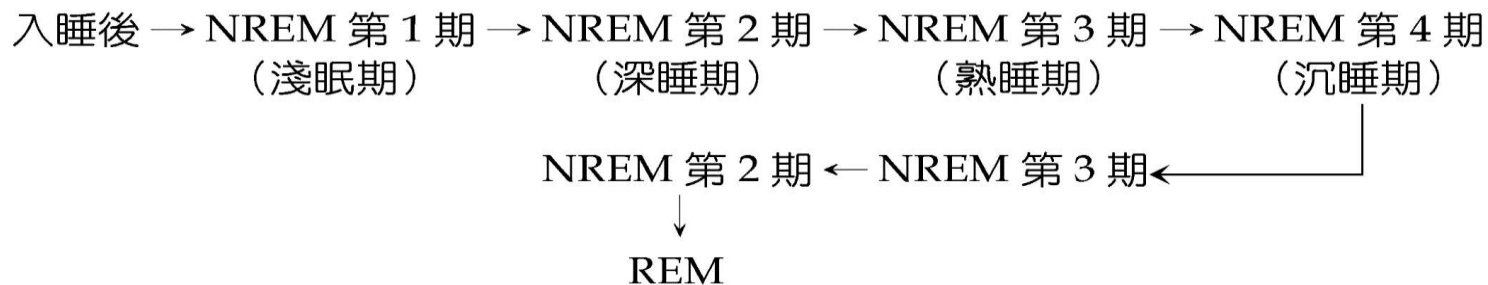 入睡後 → NREM 第 1 期 → NREM 第 2 期 → NREM 第 3 期 → NREM 第 4 期
（淺眠期） （深睡期） （熟睡期） （沉睡期）
NREM 第 2 期 ← NREM 第 3 期
REM